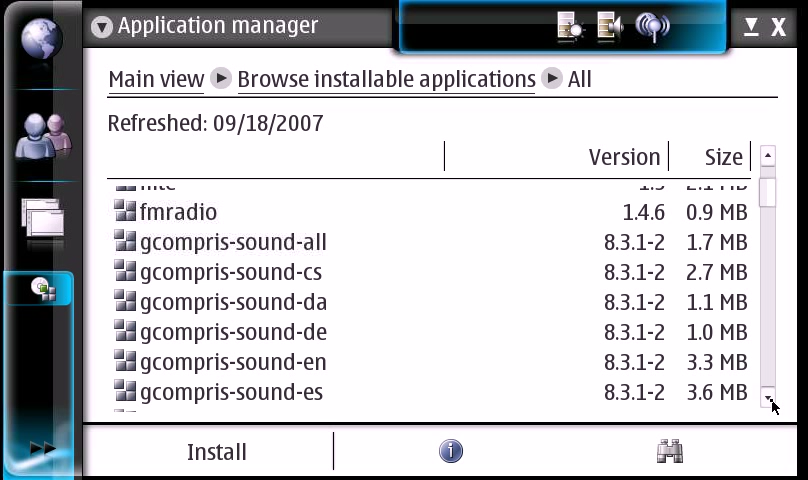 Application manager
Main view Browse installable applications All
Refreshed: 09/18/2007
Version Size
fmradio 1.4.6 0.9 MB
gcompris-sound-all 8.3.1-2 1.7 MB
gcompris-sound-cs 8.3.1-2 2.7 MB
gcompris-sound-da 8.3.1-2 1.1 MB
gcompris-sound-de 8.3.1-2 1.0 MB
gcompris-sound-en 8.3.1-2 3.3 MB
gcompris-sound-es 8.3.1-2 3.6 MB
Install